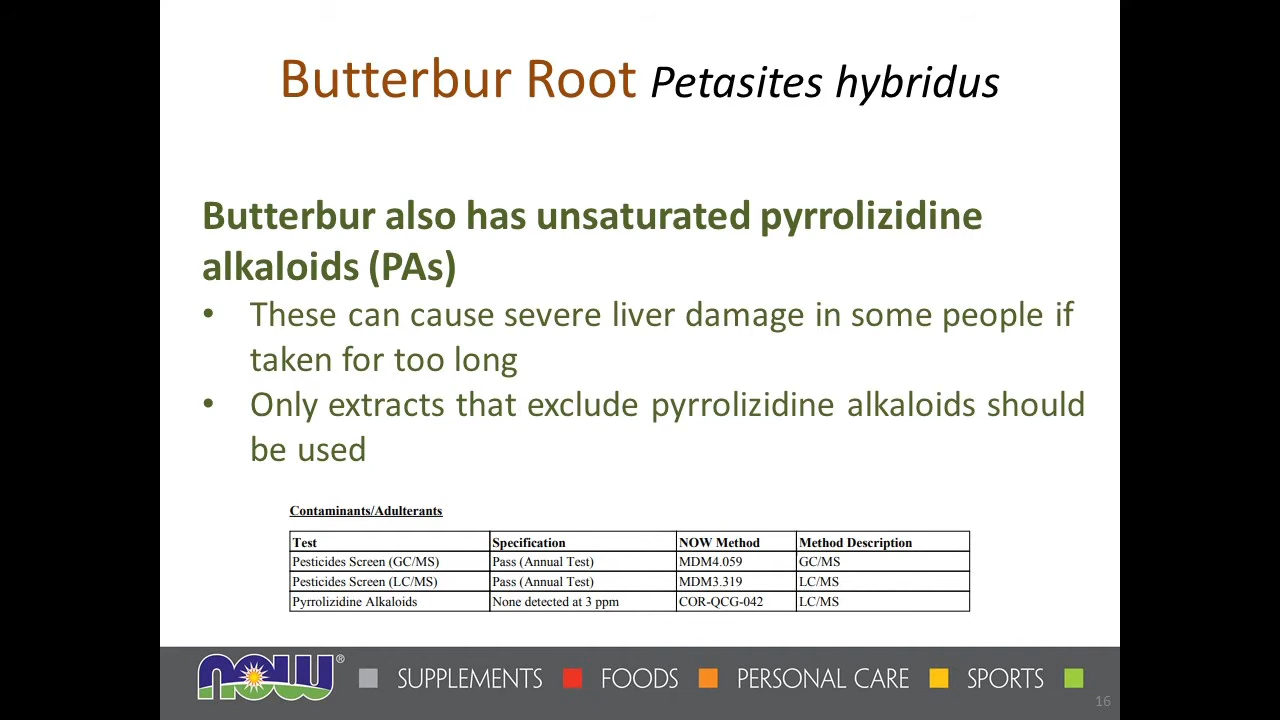 Butterbur Root Petasites hybridus
Butterbur also has unsaturated pyrrolizidine
alkaloids (PAs)
• These can cause severe liver damage in some people if
taken for too long
• Only extracts that exclude pyrrolizidine alkaloids should
be used
Contaminants/Adulterants
Test Specification NOW Method Method Description
Pesticides Screen (GC/MS) Pass (Annual Test) MDM4.059 GC/MS
Pesticides Screen (LC/MS) Pass (Annual Test) MDM3.319 LC/MS
Pyrrolizidine Alkaloids None detected at 3 ppm COR-QCG-042 LC/MS
NOW® SUPPLEMENTS FOODS PERSONAL CARE SPORTS
16